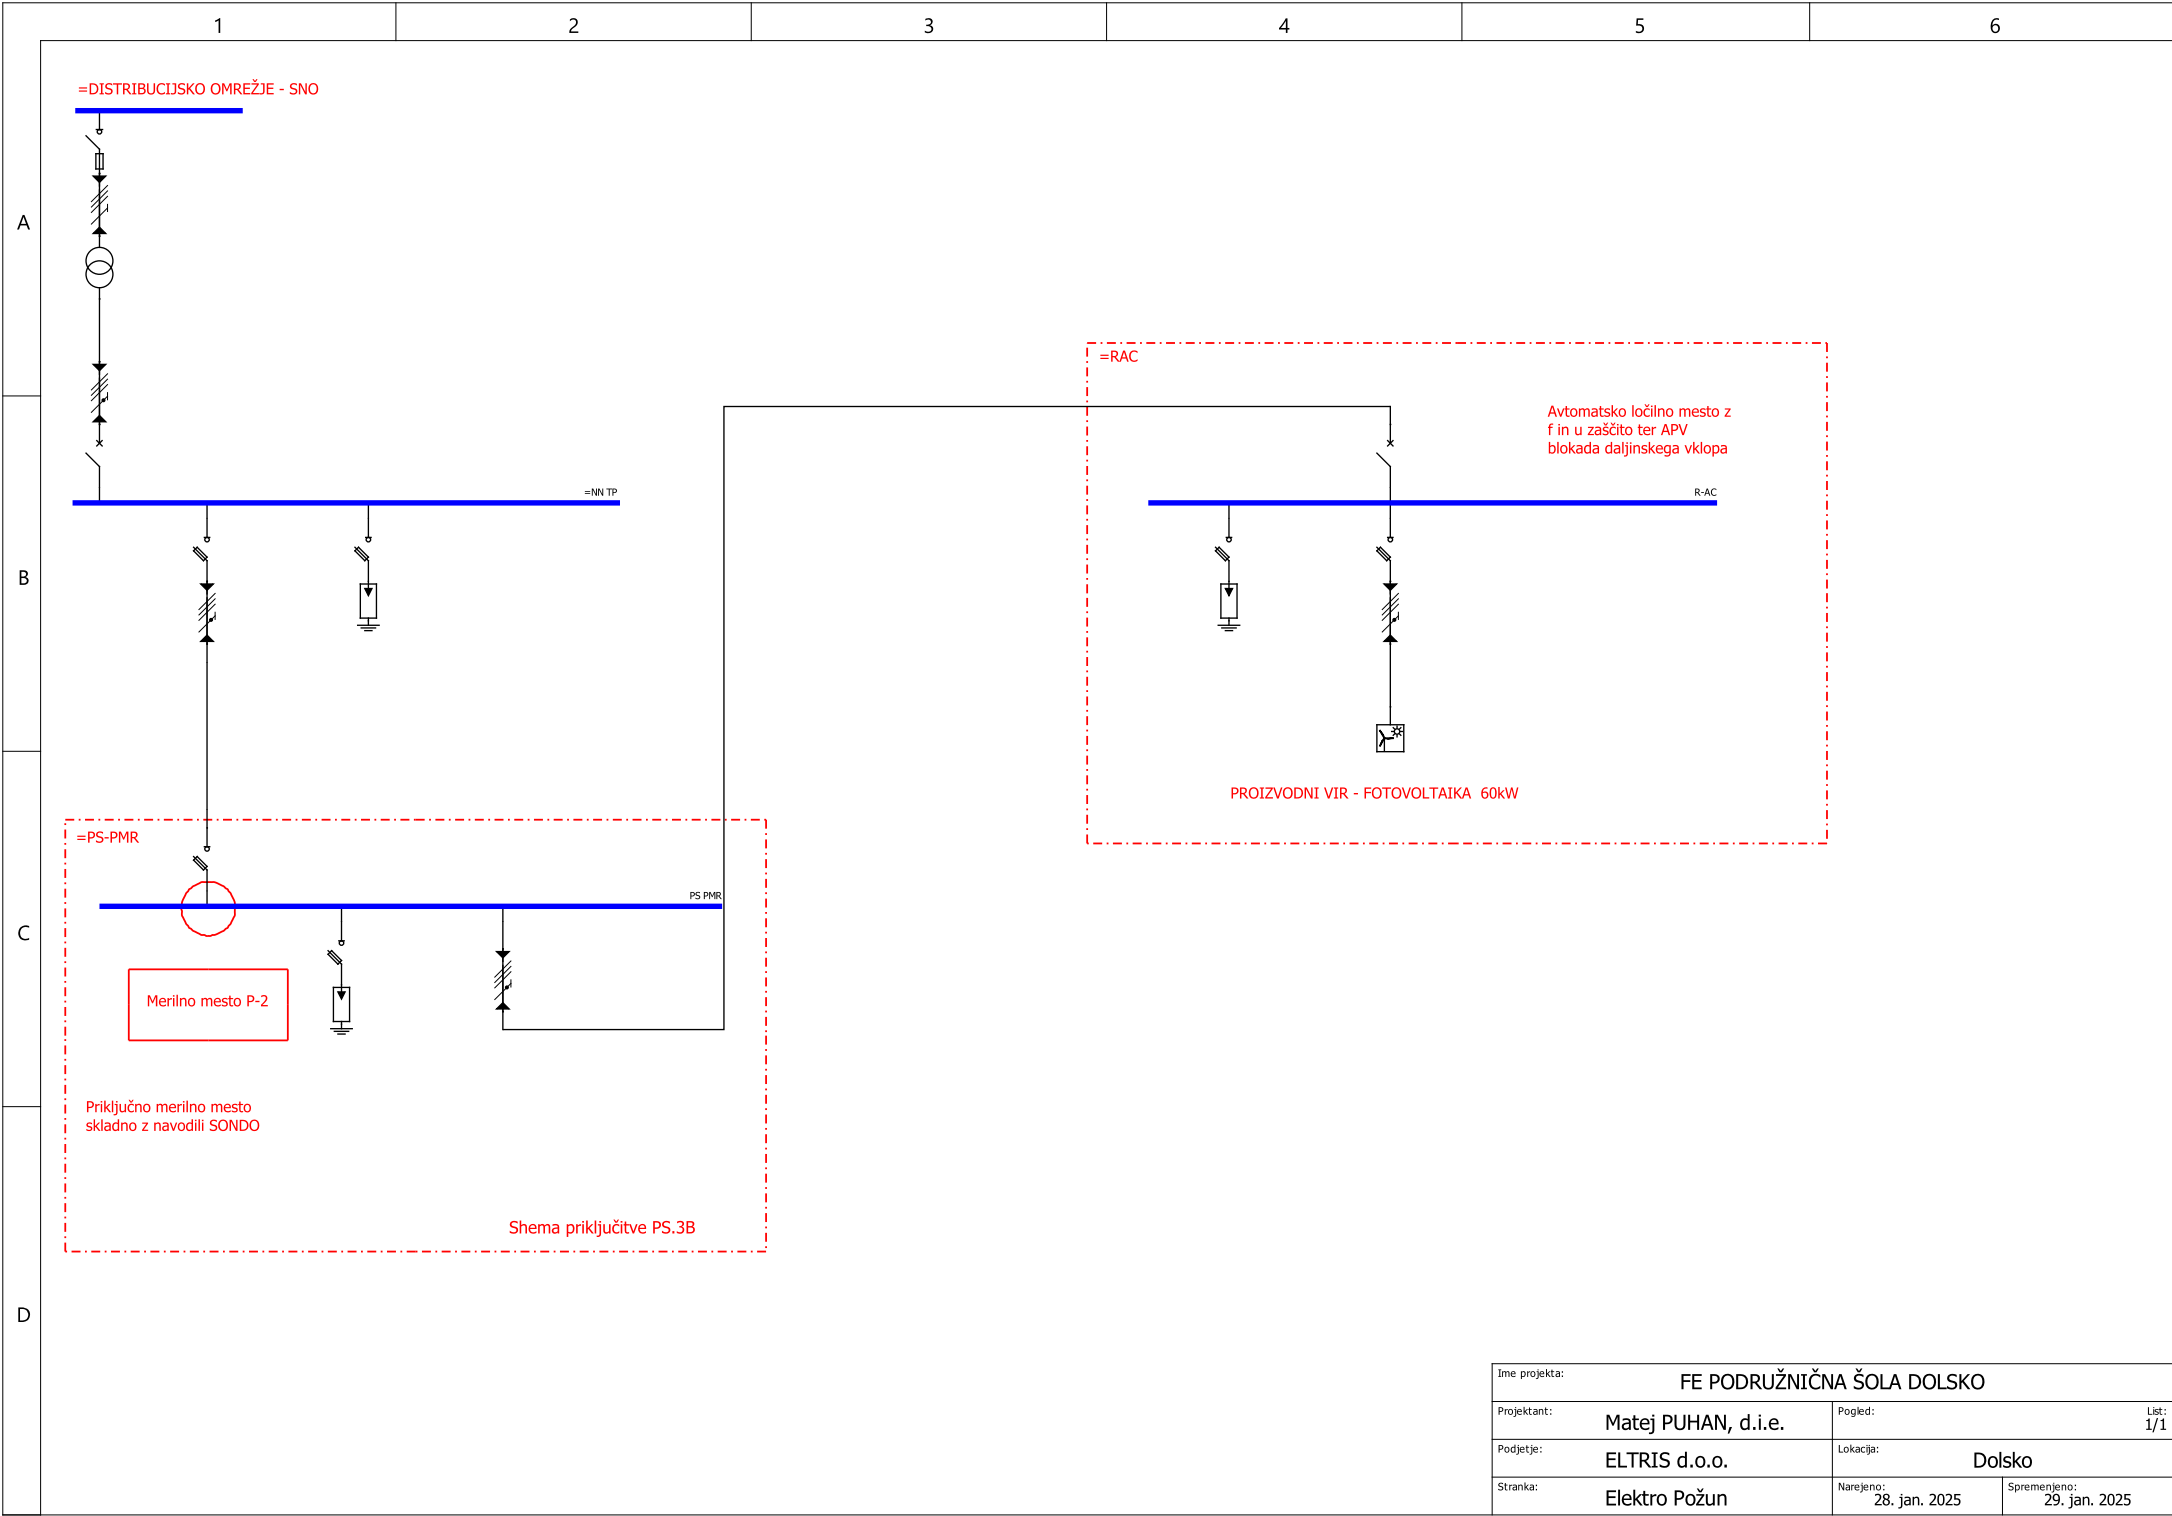 1 2 3 4 5 6
A
B
C
D
=DISTRIBUCIJSKO OMREŽJE - SNO
=NN TP
=RAC
Avtomatsko ločilno mesto z
f in u zaščito ter APV
blokada daljinskega vklopa
R-AC
PROIZVODNI VIR - FOTOVOLTAIKA 60kW
=PS-PMR
PS PMR
Merilno mesto P-2
Priključno merilno mesto
skladno z navodili SONDO
Shema priključitve PS.3B
Ime projekta:
FE PODRUŽNIČNA ŠOLA DOLSKO
Projektant:
Matej PUHAN, d.i.e.
Pogled:
List:
1/1
Podjetje:
ELTRIS d.o.o.
Lokacija:
Dolsko
Stranka:
Elektro Požun
Narejeno:
28. jan. 2025
Spremenjeno:
29. jan. 2025